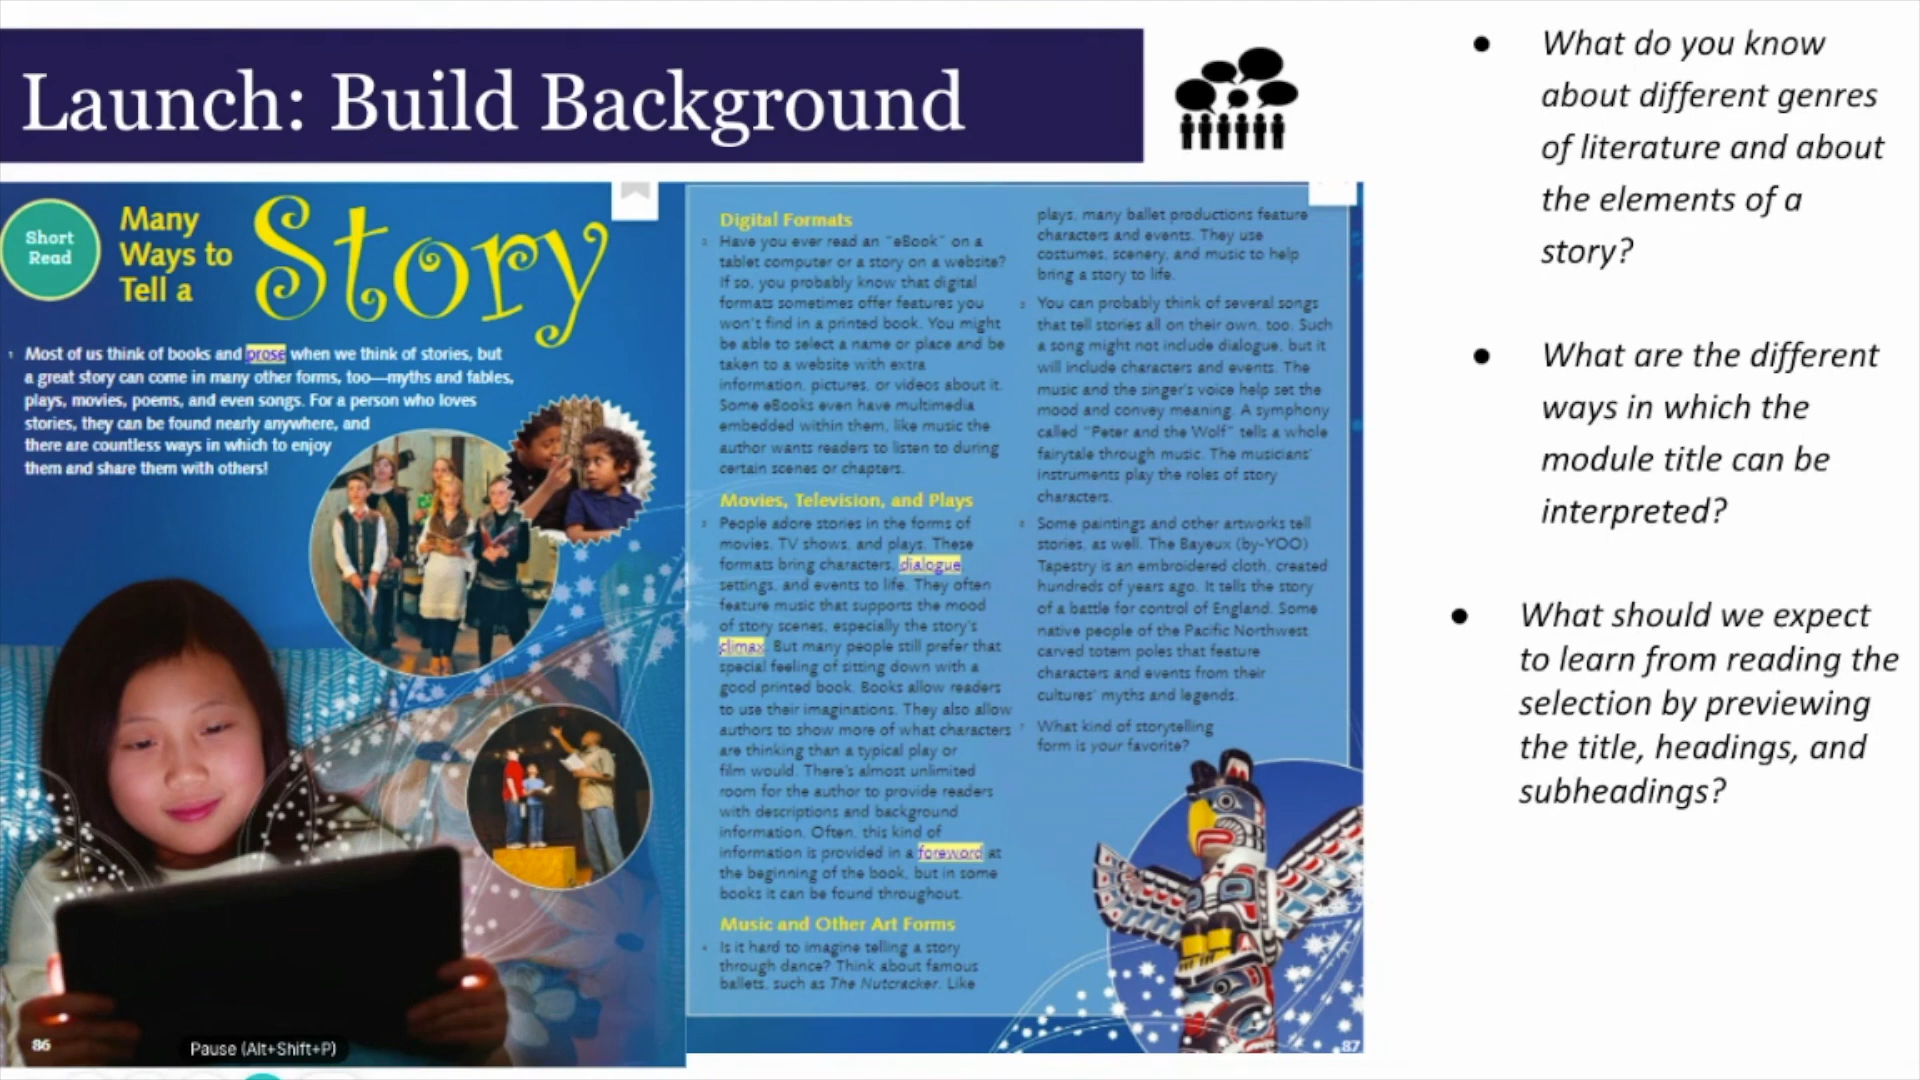 Launch: Build Background
Short
Read
Many
Ways to
Tell a
Story
1 Most of us think of books and prose when we think of stories, but
a great story can come in many other forms, too—myths and fables,
plays, movies, poems, and even songs. For a person who loves
stories, they can be found nearly anywhere, and
there are countless ways in which to enjoy
them and share them with others!
86
Pause (Alt+Shift+P)
Digital Formats
2 Have you ever read an "eBook" on a
tablet computer or a story on a website?
If so, you probably know that digital
formats sometimes offer features you
won't find in a printed book. You might
be able to select a name or place and be
taken to a website with extra
information, pictures, or videos about it.
Some eBooks even have multimedia
embedded within them, like music the
author wants readers to listen to during
certain scenes or chapters.
Movies, Television, and Plays
3 People adore stories in the forms of
movies, TV shows, and plays. These
formats bring characters, dialogue,
settings, and events to life. They often
feature music that supports the mood
of story scenes, especially the story's
climax. But many people still prefer that
special feeling of sitting down with a
good printed book. Books allow readers
to use their imaginations. They also allow
authors to show more of what characters
are thinking than a typical play or
film would. There's almost unlimited
room for the author to provide readers
with descriptions and background
information. Often, this kind of
information is provided in a foreword at
the beginning of the book, but in some
books it can be found throughout.
Music and Other Art Forms
4 Is it hard to imagine telling a story
through dance? Think about famous
ballets, such as The Nutcracker. Like
plays, many ballet productions feature
characters and events. They use
costumes, scenery, and music to help
bring a story to life.
5 You can probably think of several songs
that tell stories all on their own, too. Such
a song might not include dialogue, but it
will include characters and events. The
music and the singer's voice help set the
mood and convey meaning. A symphony
called "Peter and the Wolf" tells a whole
fairytale through music. The musicians'
instruments play the roles of story
characters.
6 Some paintings and other artworks tell
stories, as well. The Bayeux (by-YOO)
Tapestry is an embroidered cloth, created
hundreds of years ago. It tells the story
of a battle for control of England. Some
native people of the Pacific Northwest
carved totem poles that feature
characters and events from their
cultures' myths and legends.
7 What kind of storytelling
form is your favorite?
87
• What do you know
about different genres
of literature and about
the elements of a
story?
• What are the different
ways in which the
module title can be
interpreted?
• What should we expect
to learn from reading the
selection by previewing
the title, headings, and
subheadings?